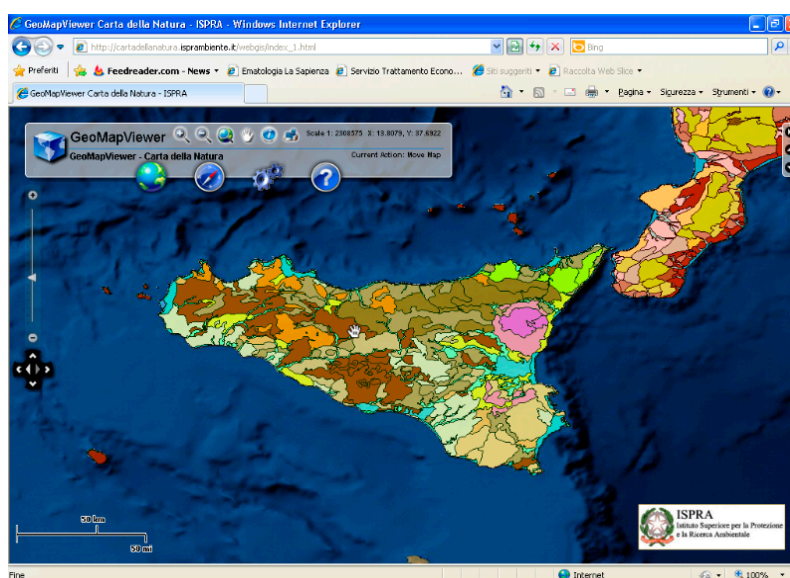 GeoMapViewer Carta della Natura - ISPRA - Windows Internet Explorer
http://cartadellanatura.isprambiente.it/webgis/index_1.html
Bing
Preferiti
Feedreader.com - News
Ematologia La Sapienza
Servizio Trattamento Econo...
Siti suggeriti
Raccolta Web Slice
GeoMapViewer Carta della Natura - ISPRA
Pagina
Sicurezza
Strumenti
GeoMapViewer
Scale 1: 2308575 X: 13.8079, Y: 37.6922
GeoMapViewer - Carta della Natura
Current Action: Move Map
50 km
50 mi
ISPRA
Istituto Superiore per la Protezione
e la Ricerca Ambientale
Fine
Internet
100%